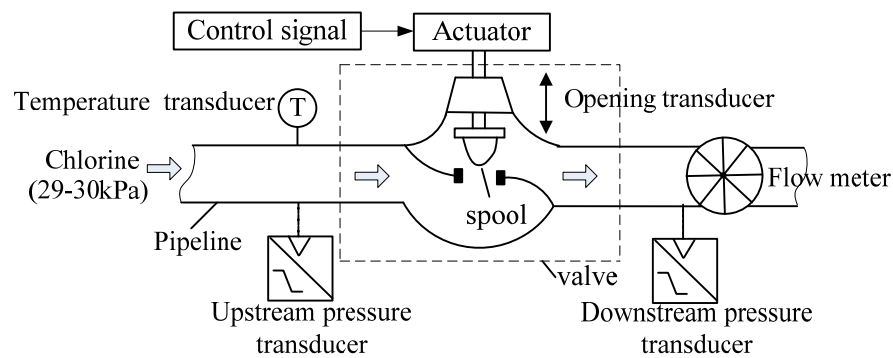 Control signal
Actuator
Temperature transducer
T
Opening transducer
Chlorine
(29-30kPa)
Flow meter
spool
Pipeline
valve
Upstream pressure
transducer
Downstream pressure
transducer